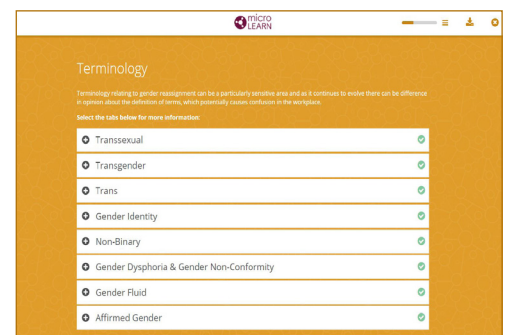 micro
LEARN
Terminology
Terminology relating to gender reassignment can be a particularly sensitive area and as it continues to evolve there can be difference
in opinion about the definition of terms, which potentially causes confusion in the workplace.
Select the tabs below for more information:
Transsexual
Transgender
Trans
Gender Identity
Non-Binary
Gender Dysphoria & Gender Non-Conformity
Gender Fluid
Affirmed Gender